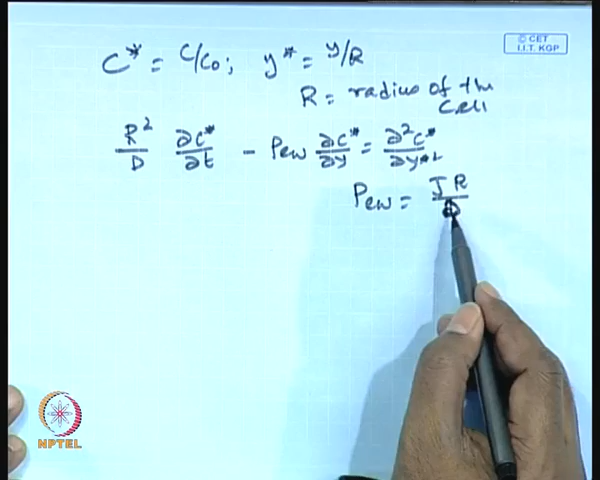 © CET
I.I.T. KGP
C* = C/C₀; y* = y/R
R = radius of the
cell
R²/D ∂C*/∂t - Pew ∂C*/∂y = ∂²C*/∂y*²
Pew = JR/D
NPTEL